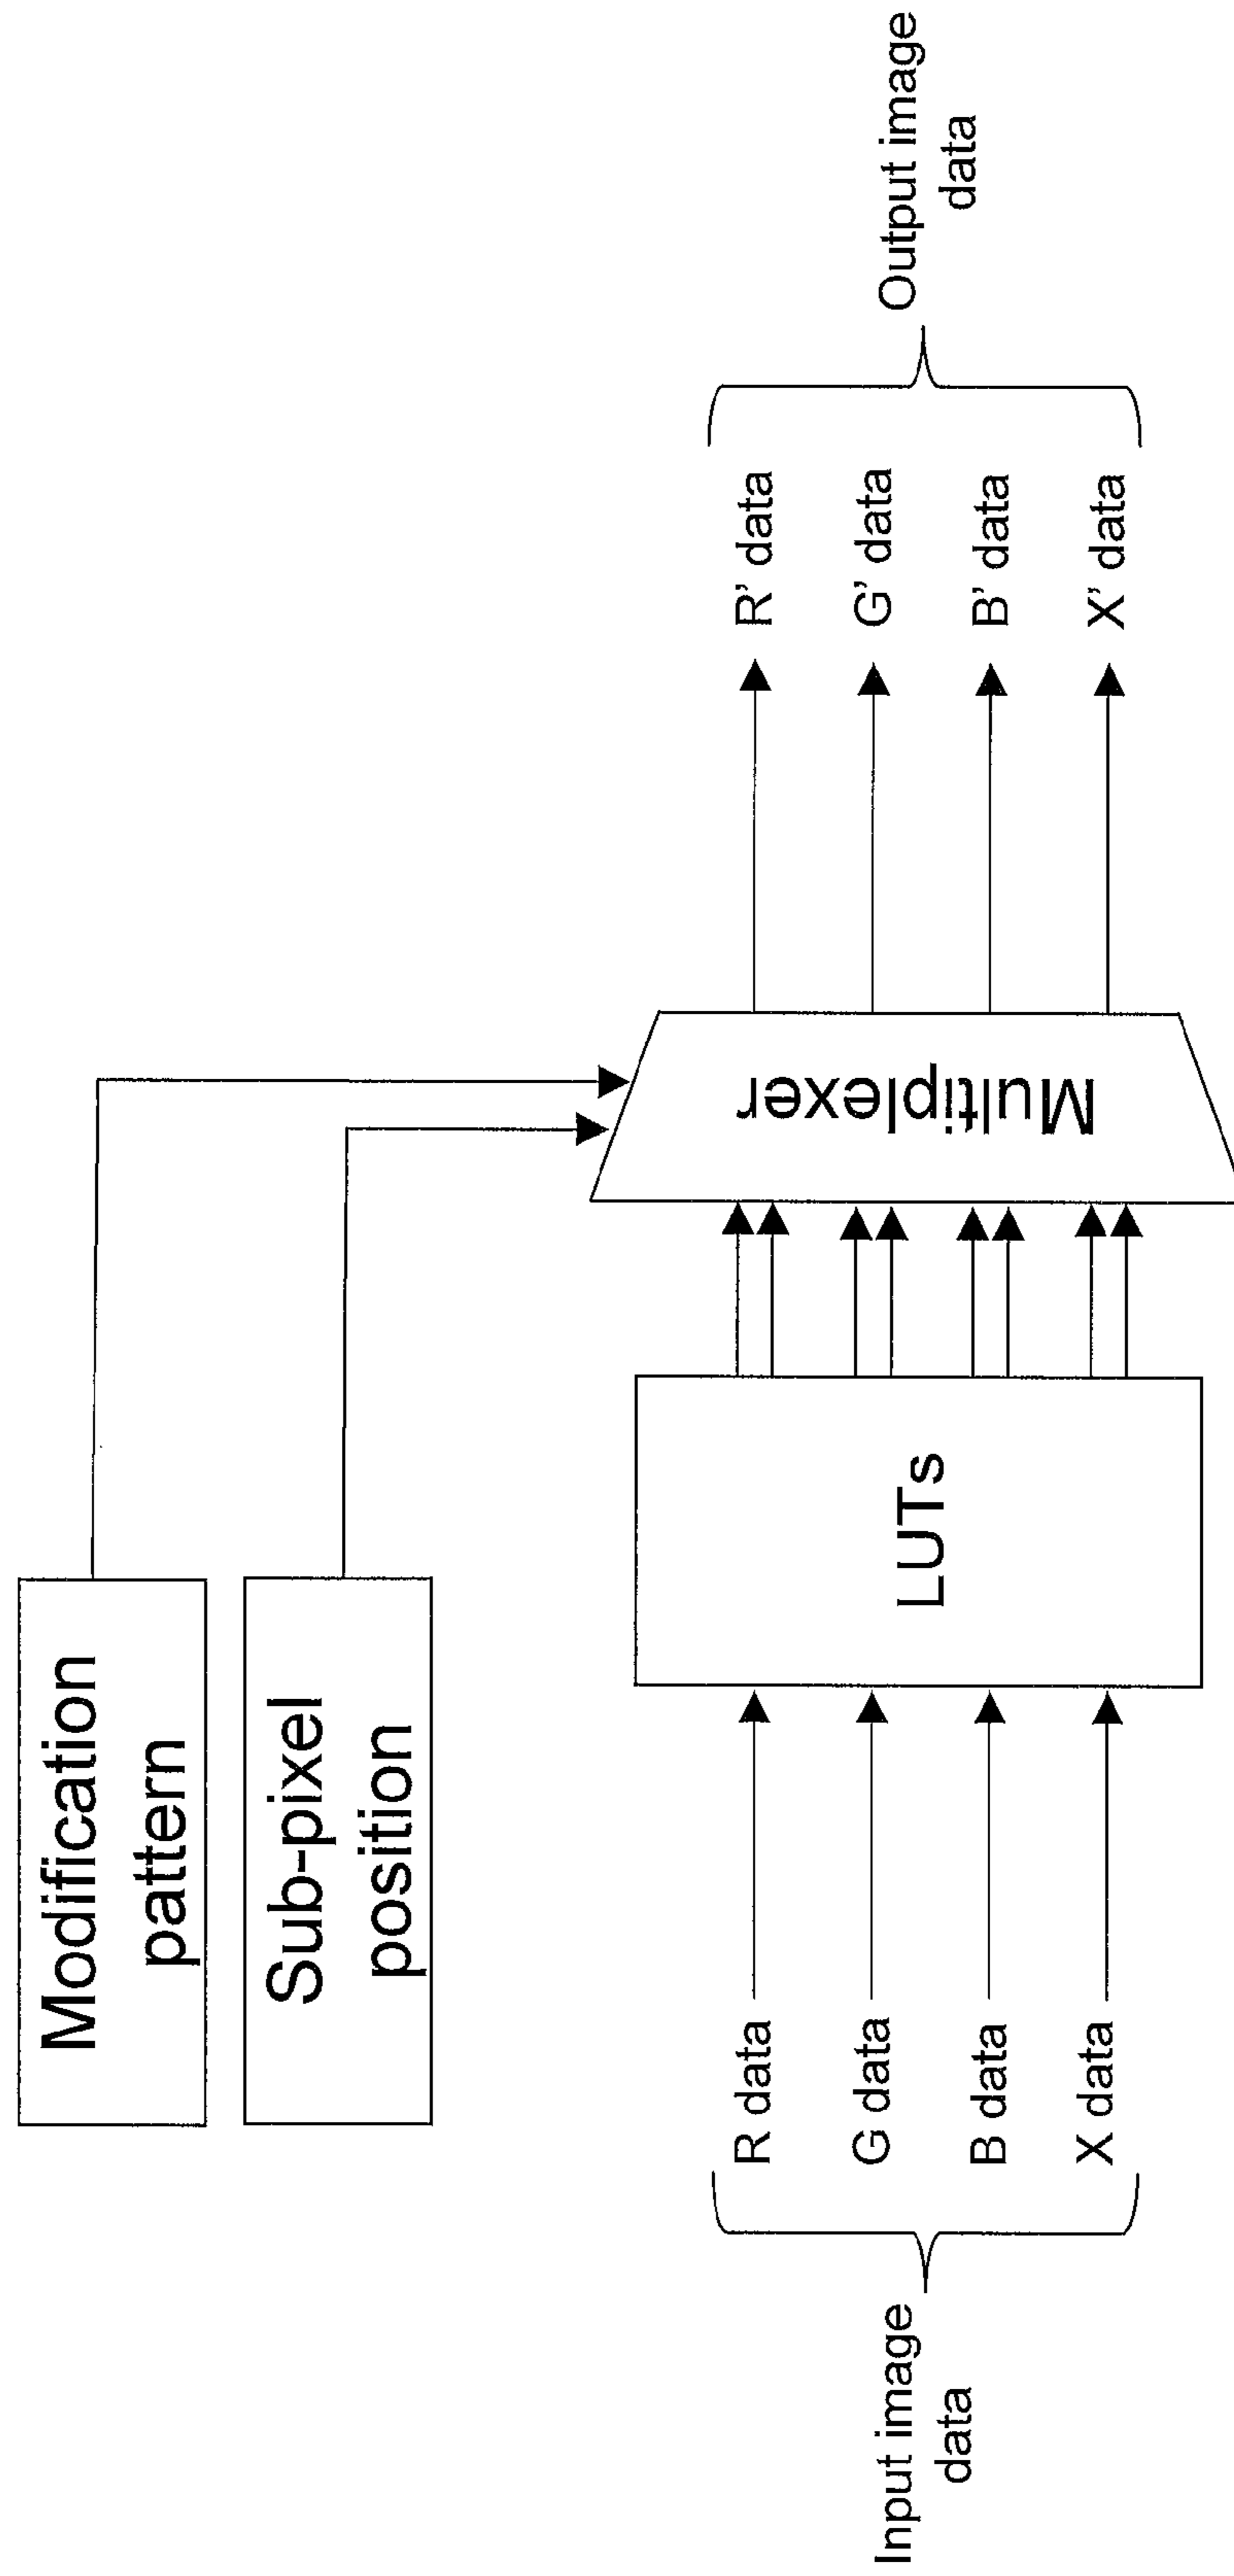 Modification
pattern
Sub-pixel
position
Input image
data
R data
G data
B data
X data
LUTs
Multiplexer
R’ data
G’ data
B’ data
X’ data
Output image
data